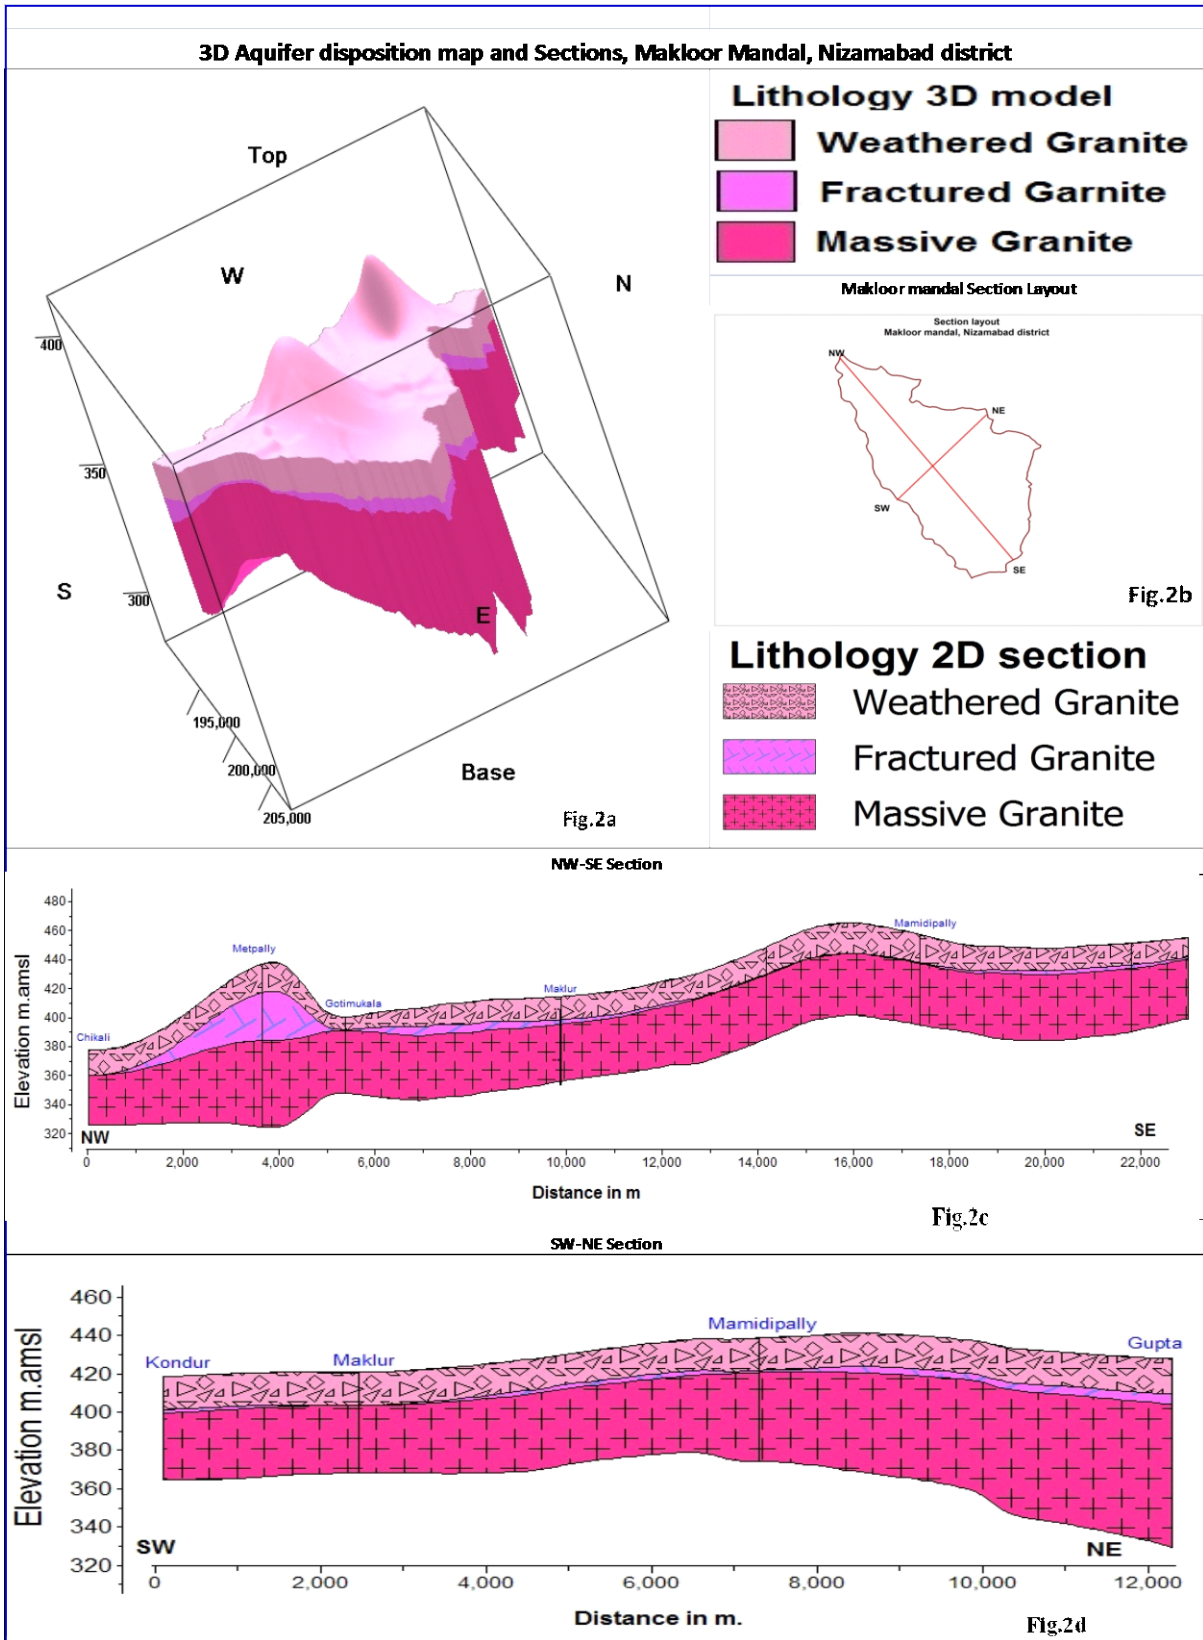 3D Aquifer disposition map and Sections, Makloor Mandal, Nizamabad district
Top
W
N
400
350
S
300
E
195,000
200,000
205,000
Base
Fig.2a
Lithology 3D model
Weathered Granite
Fractured Garnite
Massive Granite
Makloor mandal Section Layout
Section layout
Makloor mandal, Nizamabad district
NW
NE
SW
SE
Fig.2b
Lithology 2D section
Weathered Granite
Fractured Granite
Massive Granite
NW-SE Section
Elevation m.amsl
480
460
440
420
400
380
360
340
320
Chikali
Metpally
Gotimukala
Maklur
Mamidipally
NW
SE
0 2,000 4,000 6,000 8,000 10,000 12,000 14,000 16,000 18,000 20,000 22,000
Distance in m
Fig.2c
SW-NE Section
Elevation m.amsl
460
440
420
400
380
360
340
320
Kondur
Maklur
Mamidipally
Gupta
SW
NE
0 2,000 4,000 6,000 8,000 10,000 12,000
Distance in m.
Fig.2d